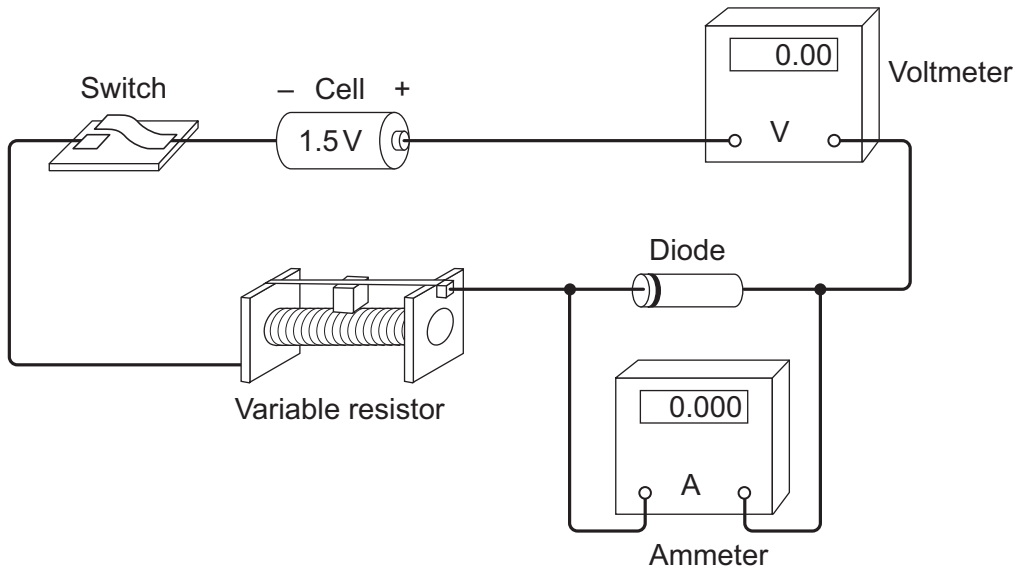 0.00
Voltmeter
Switch
– Cell +
1.5 V
V
Diode
Variable resistor
0.000
A
Ammeter